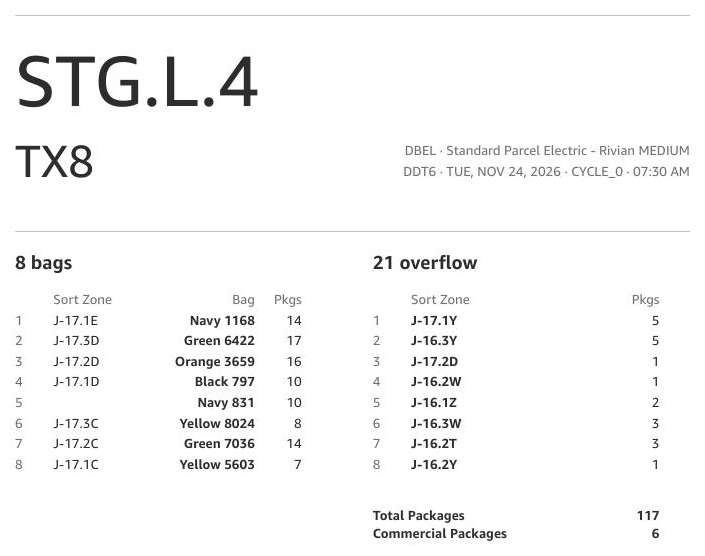 STG.L.4
TX8
DBEL · Standard Parcel Electric - Rivian MEDIUM
DDT6 · TUE, NOV 24, 2026 · CYCLE_0 · 07:30 AM
8 bags
Sort Zone Bag Pkgs
1 J-17.1E Navy 1168 14
2 J-17.3D Green 6422 17
3 J-17.2D Orange 3659 16
4 J-17.1D Black 797 10
5 Navy 831 10
6 J-17.3C Yellow 8024 8
7 J-17.2C Green 7036 14
8 J-17.1C Yellow 5603 7
21 overflow
Sort Zone Pkgs
1 J-17.1Y 5
2 J-16.3Y 5
3 J-17.2D 1
4 J-16.2W 1
5 J-16.1Z 2
6 J-16.3W 3
7 J-16.2T 3
8 J-16.2Y 1
Total Packages 117
Commercial Packages 6